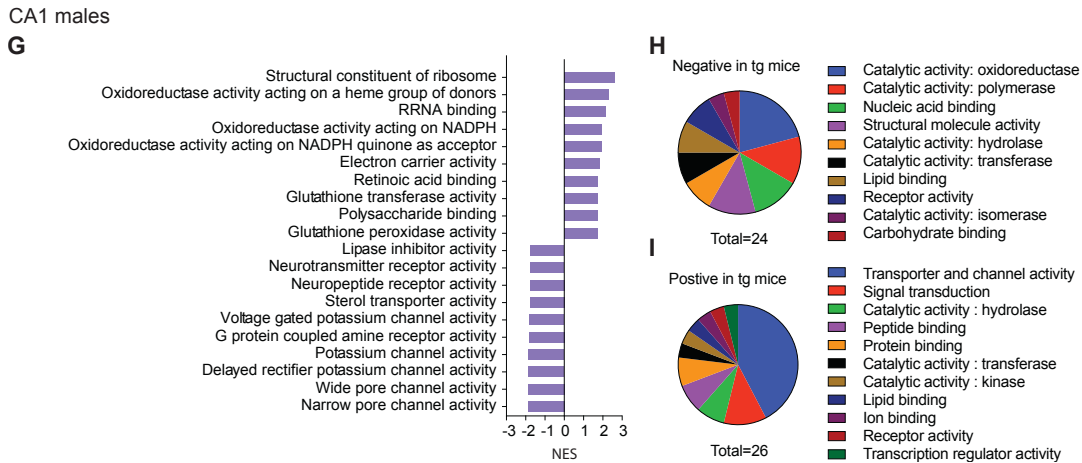 CA1 males
G
Structural constituent of ribosome
Oxidoreductase activity acting on a heme group of donors
RRNA binding
Oxidoreductase activity acting on NADPH
Oxidoreductase activity acting on NADPH quinone as acceptor
Electron carrier activity
Retinoic acid binding
Glutathione transferase activity
Polysaccharide binding
Glutathione peroxidase activity
Lipase inhibitor activity
Neurotransmitter receptor activity
Neuropeptide receptor activity
Sterol transporter activity
Voltage gated potassium channel activity
G protein coupled amine receptor activity
Potassium channel activity
Delayed rectifier potassium channel activity
Wide pore channel activity
Narrow pore channel activity
-3 -2 -1 0 1 2 3
NES
H
Negative in tg mice
Total=24
Catalytic activity: oxidoreductase
Catalytic activity: polymerase
Nucleic acid binding
Structural molecule activity
Catalytic activity: hydrolase
Catalytic activity: transferase
Lipid binding
Receptor activity
Catalytic activity: isomerase
Carbohydrate binding
I
Postive in tg mice
Total=26
Transporter and channel activity
Signal transduction
Catalytic activity : hydrolase
Peptide binding
Protein binding
Catalytic activity : transferase
Catalytic activity : kinase
Lipid binding
Ion binding
Receptor activity
Transcription regulator activity